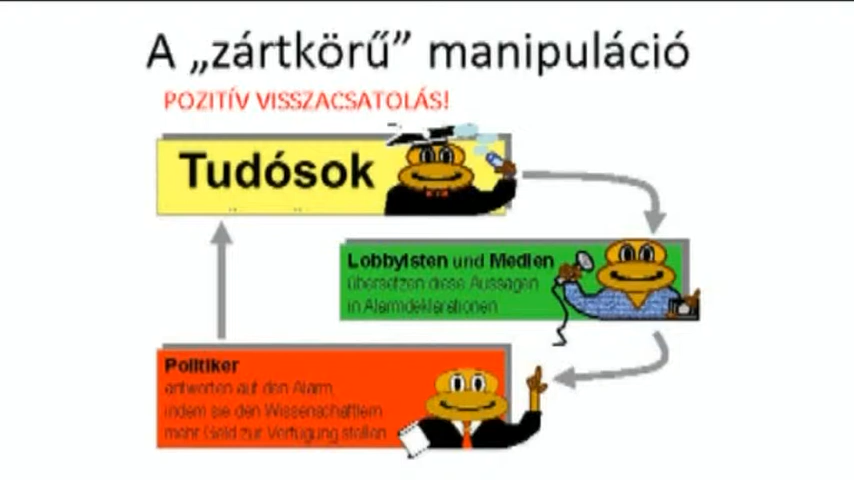 A „zártkörű” manipuláció
POZITÍV VISSZACSATOLÁS!
Tudósok
Lobbyisten und Medien
übersetzen diese Aussagen
in Alarmdeklarationen
Politiker
antworten auf den Alarm,
indem sie den Wissenschaftlern
mehr Geld zur Verfügung stellen